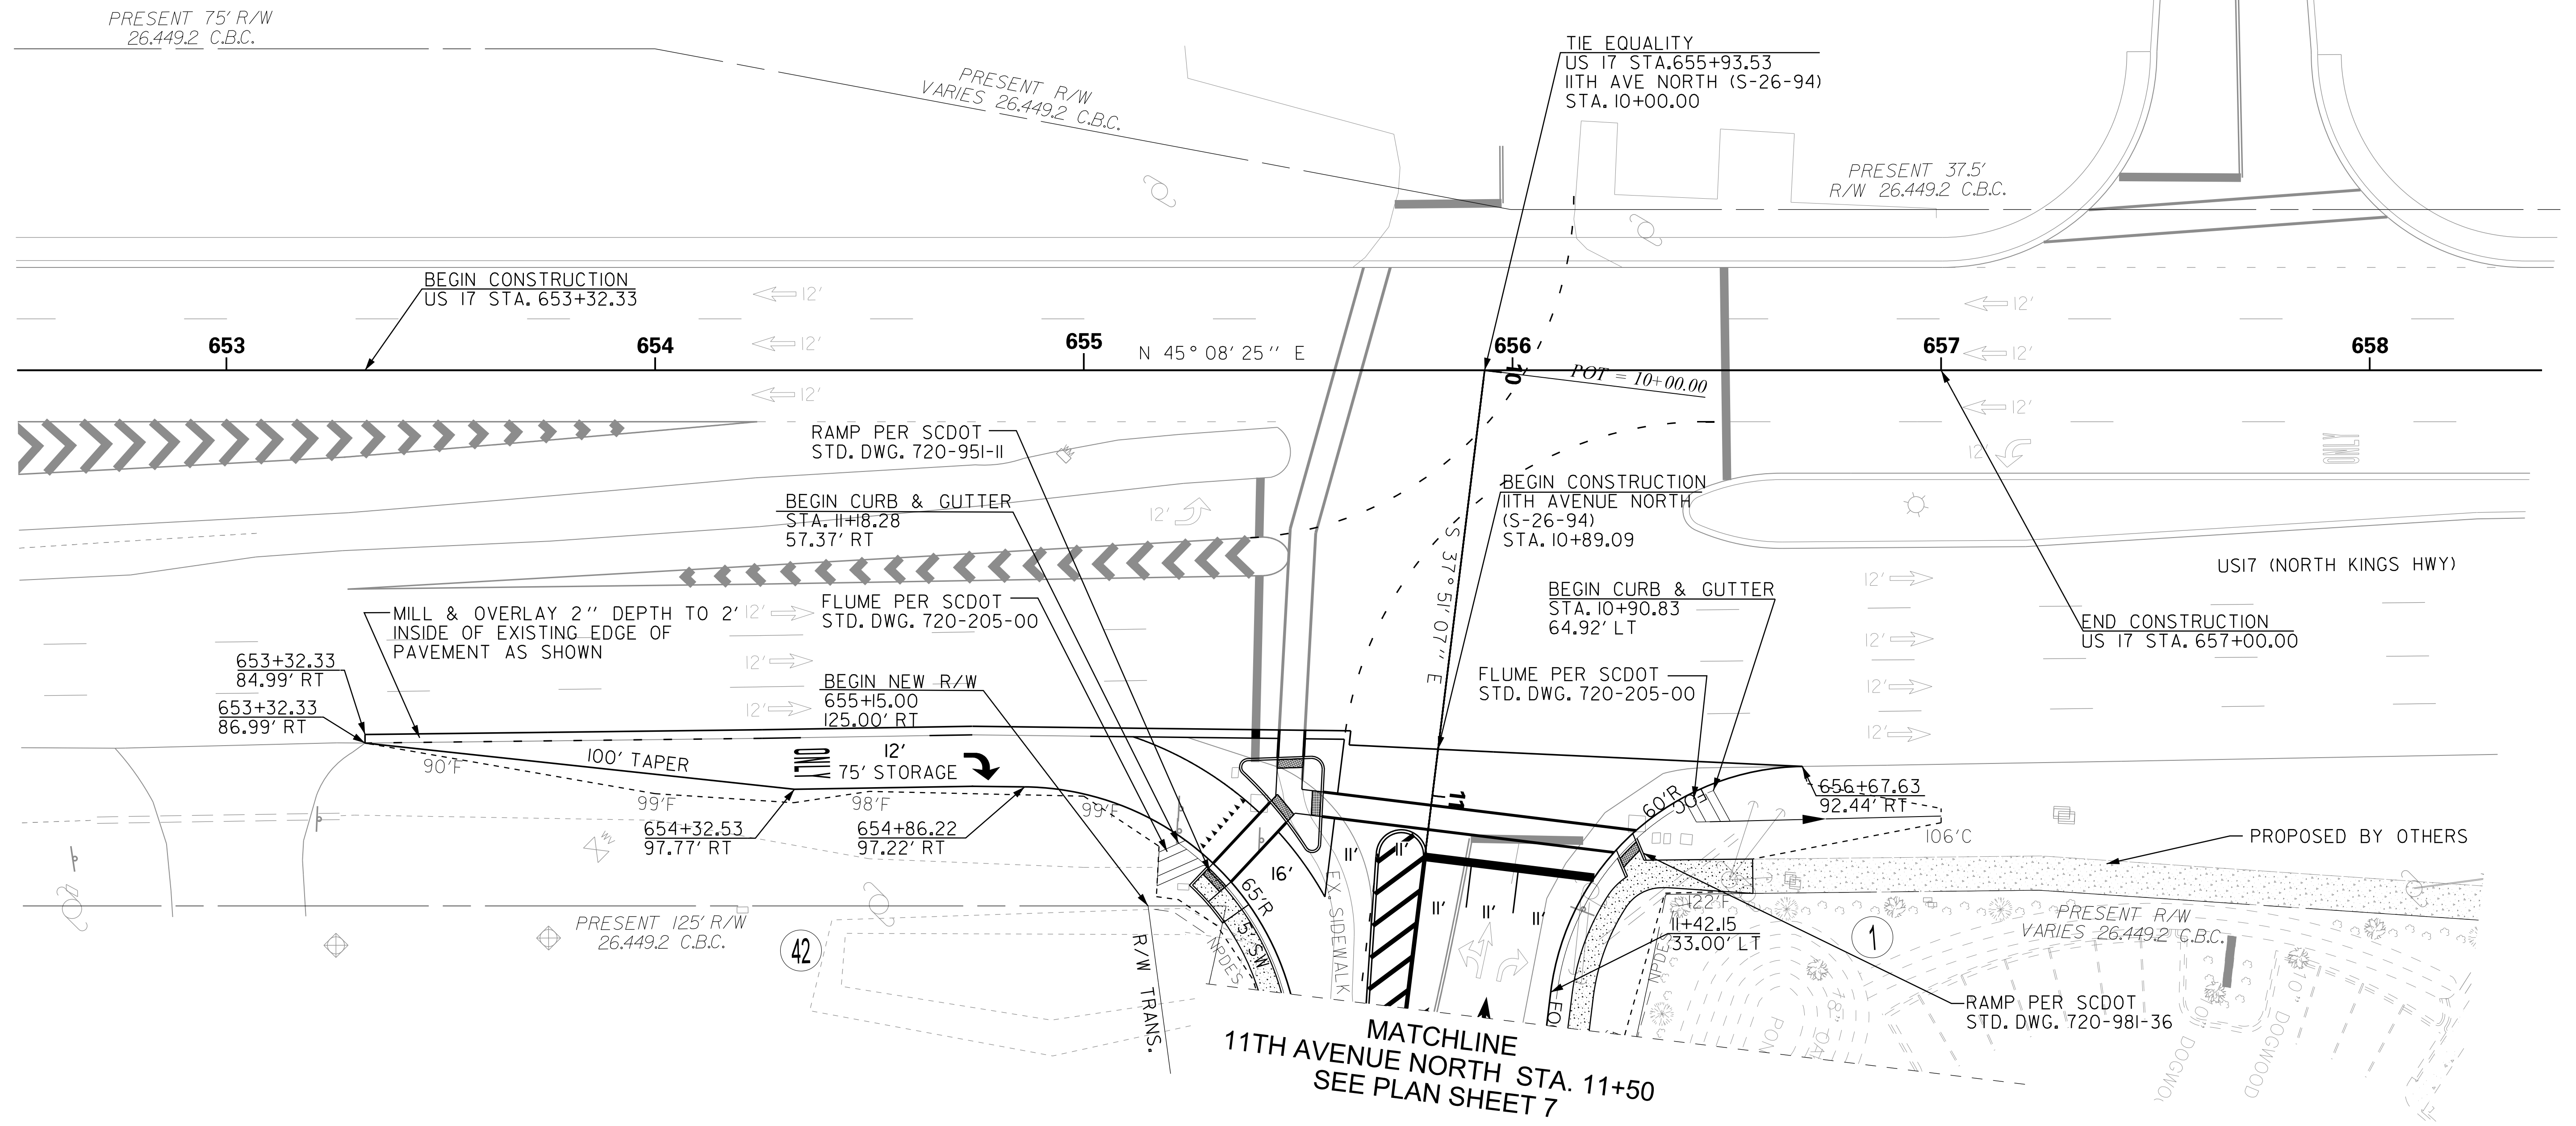 PRESENT 75' R/W
26.449.2 C.B.C.
PRESENT R/W
VARIES 26.449.2 C.B.C.
TIE EQUALITY
US 17 STA.655+93.53
11TH AVE NORTH (S-26-94)
STA. 10+00.00
PRESENT 37.5'
R/W 26.449.2 C.B.C.
BEGIN CONSTRUCTION
US 17 STA. 653+32.33
12'
12'
12'
12'
12'
12'
12'
653
654
655
656
657
658
N 45° 08' 25'' E
10
POT = 10+00.00
RAMP PER SCDOT
STD. DWG. 720-951-11
BEGIN CURB & GUTTER
STA. 11+18.28
57.37' RT
12'
BEGIN CONSTRUCTION
11TH AVENUE NORTH
(S-26-94)
STA. 10+89.09
S 37° 51' 07'' E
ONLY
US17 (NORTH KINGS HWY)
MILL & OVERLAY 2'' DEPTH TO 2'
INSIDE OF EXISTING EDGE OF
PAVEMENT AS SHOWN
12'
12'
12'
FLUME PER SCDOT
STD. DWG. 720-205-00
BEGIN CURB & GUTTER
STA. 10+90.83
64.92' LT
12'
12'
12'
12'
END CONSTRUCTION
US 17 STA. 657+00.00
653+32.33
84.99' RT
653+32.33
86.99' RT
BEGIN NEW R/W
655+15.00
125.00' RT
FLUME PER SCDOT
STD. DWG. 720-205-00
90'F
100' TAPER
ONLY
12'
75' STORAGE
99'F
98'F
99'F
654+32.53
97.77' RT
654+86.22
97.22' RT
11
60'R
EOC
656+67.63
92.44' RT
106'C
PROPOSED BY OTHERS
W
W
16'
11'
11'
11'
11'
11'
65'R
5' SW
EX. SIDEWALK
NPDES
NPDES
122'F
11+42.15
33.00' LT
PRESENT 125' R/W
26.449.2 C.B.C.
42
1
PRESENT R/W
VARIES 26.449.2 C.B.C.
R/W TRANS.
RAMP PER SCDOT
STD. DWG. 720-981-36
DOGWOOD
MATCHLINE
11TH AVENUE NORTH STA. 11+50
SEE PLAN SHEET 7